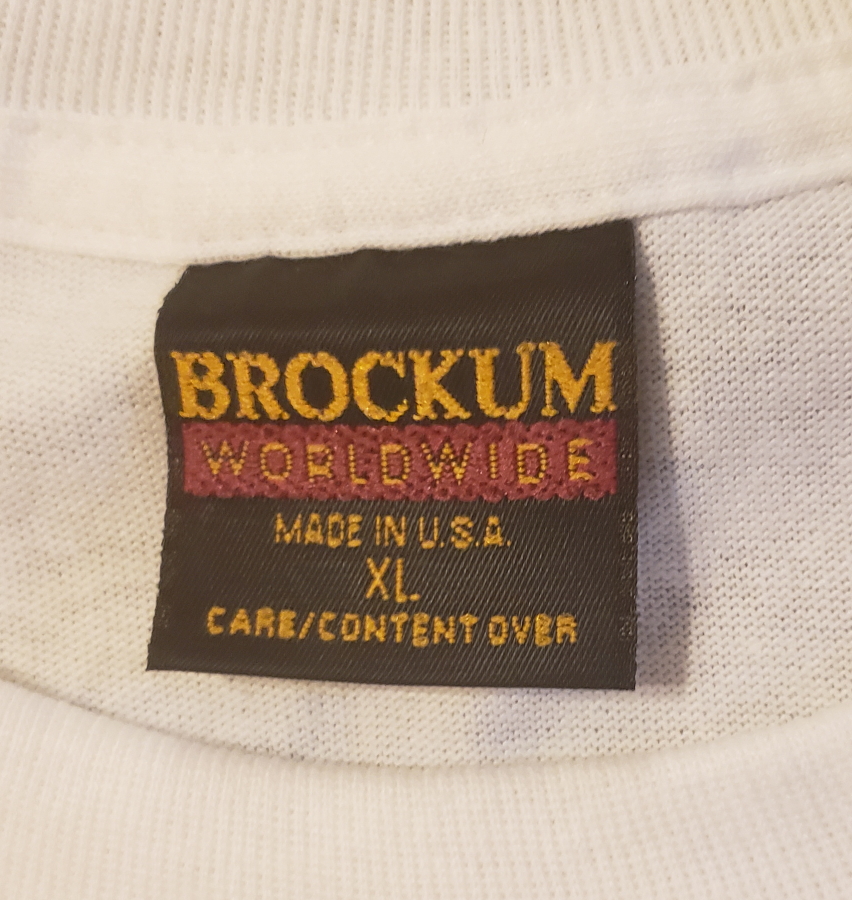 BROCKUM
WORLDWIDE
MADE IN U.S.A.
XL
CARE/CONTENT OVER